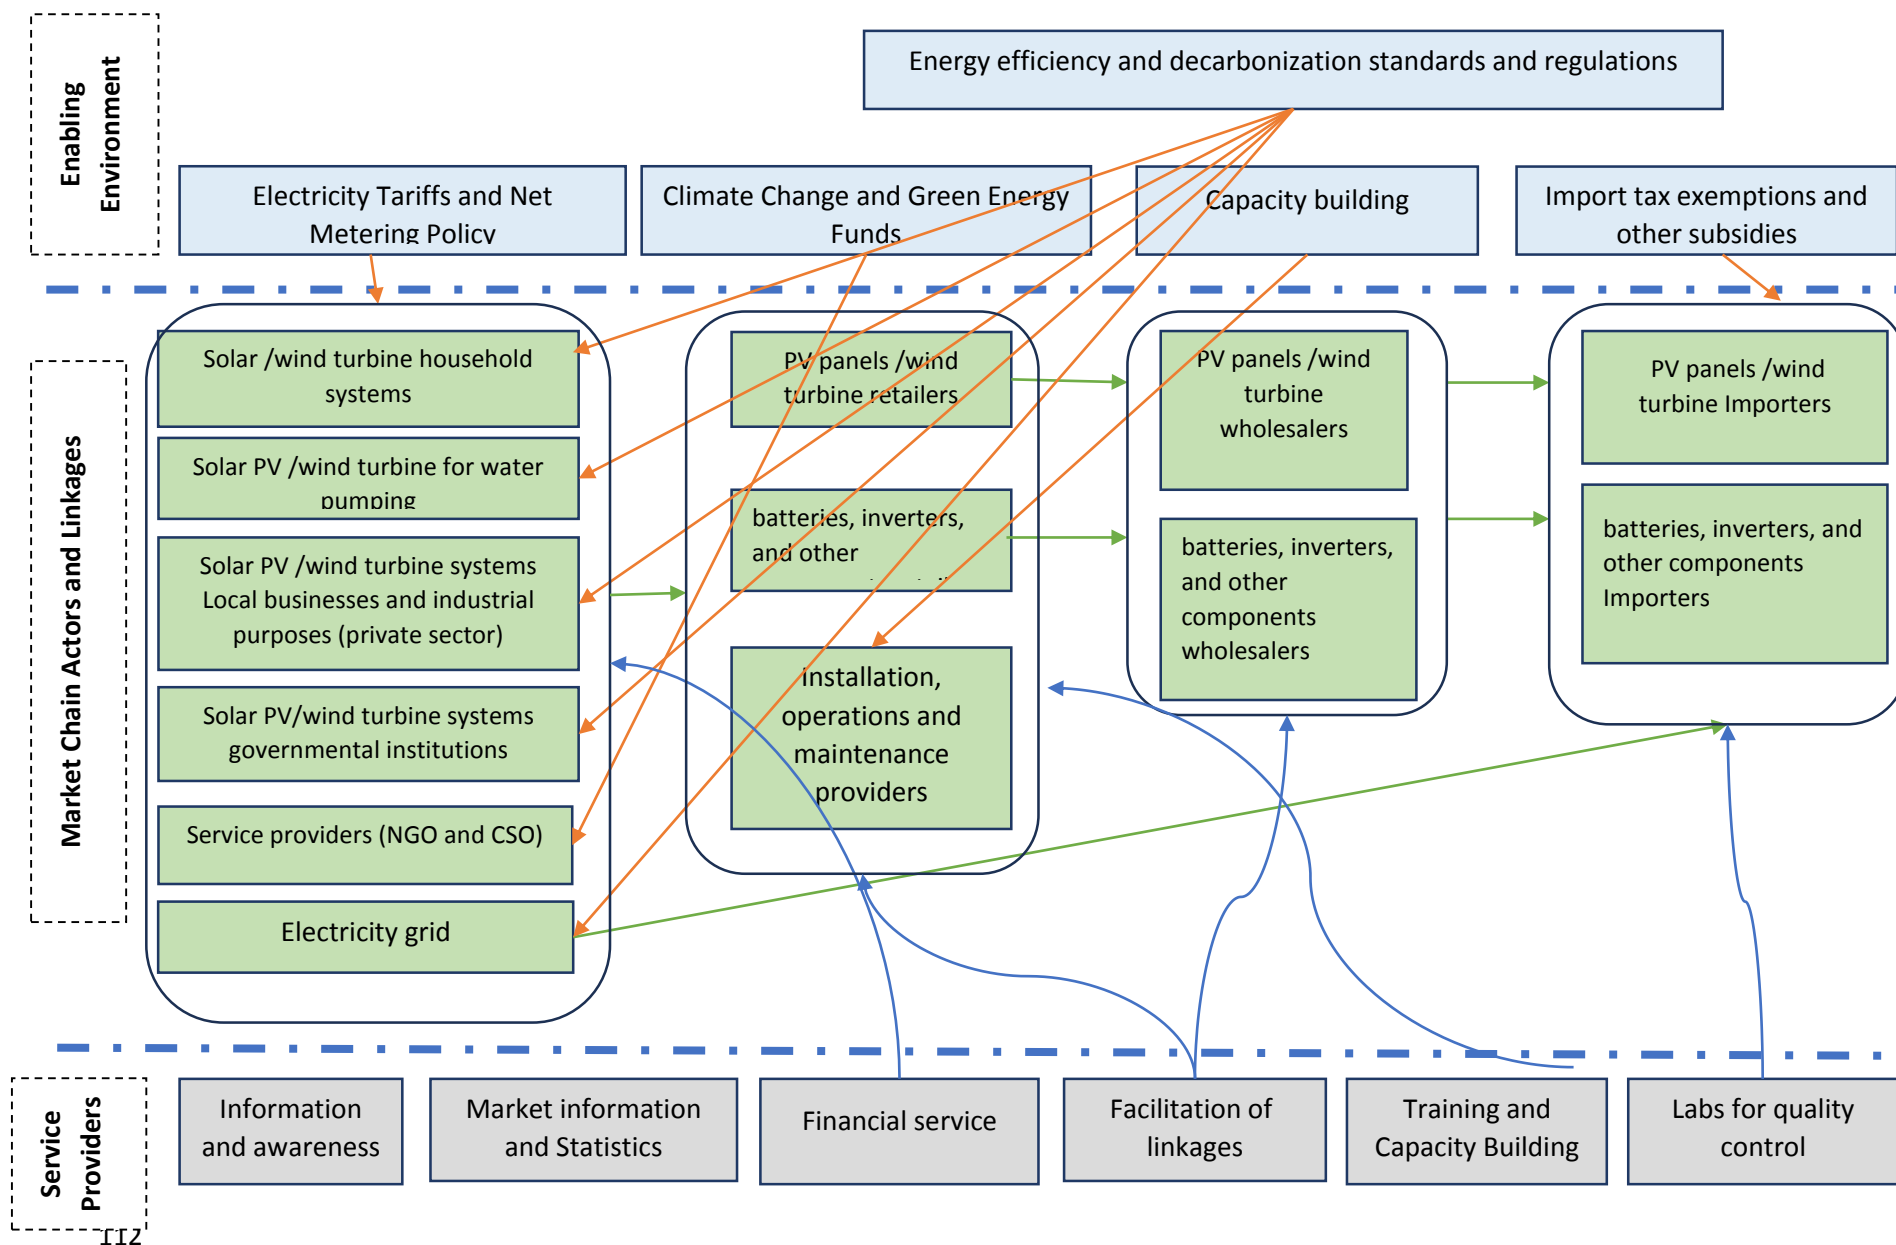 Enabling
Environment
Energy efficiency and decarbonization standards and regulations
Electricity Tariffs and Net
Metering Policy
Climate Change and Green Energy
Funds
Capacity building
Import tax exemptions and
other subsidies
Market Chain Actors and Linkages
Solar /wind turbine household
systems
Solar PV /wind turbine for water
pumping
Solar PV /wind turbine systems
Local businesses and industrial
purposes (private sector)
Solar PV/wind turbine systems
governmental institutions
Service providers (NGO and CSO)
Electricity grid
PV panels /wind
turbine retailers
batteries, inverters,
and other
Installation,
operations and
maintenance
providers
PV panels /wind
turbine
wholesalers
batteries, inverters,
and other
components
wholesalers
PV panels /wind
turbine Importers
batteries, inverters, and
other components
Importers
Service
Providers
Information
and awareness
Market information
and Statistics
Financial service
Facilitation of
linkages
Training and
Capacity Building
Labs for quality
control
112